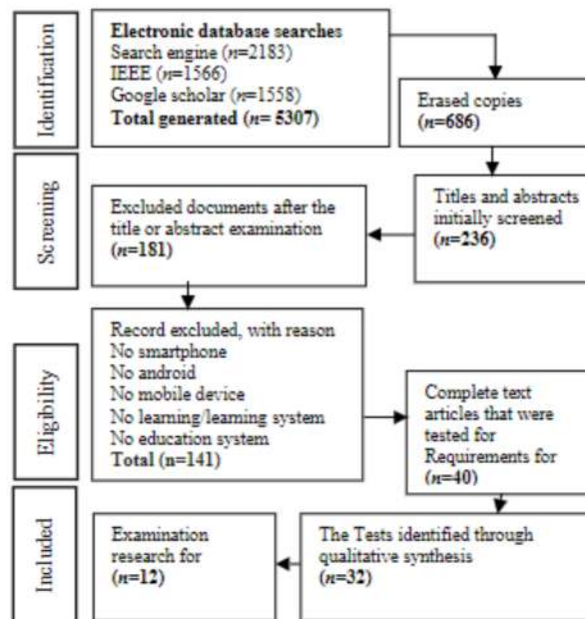 Identification
Electronic database searches
Search engine (n=2183)
IEEE (n=1566)
Google scholar (n=1558)
Total generated (n= 5307)
Erased copies
(n=686)
Screening
Excluded documents after the
title or abstract examination
(n=181)
Titles and abstracts
initially screened
(n=236)
Eligibility
Record excluded, with reason
No smartphone
No android
No mobile device
No learning/learning system
No education system
Total (n=141)
Complete text
articles that were
tested for
Requirements for
(n=40)
Included
Examination
research for
(n=12)
The Tests identified through
qualitative synthesis
(n=32)